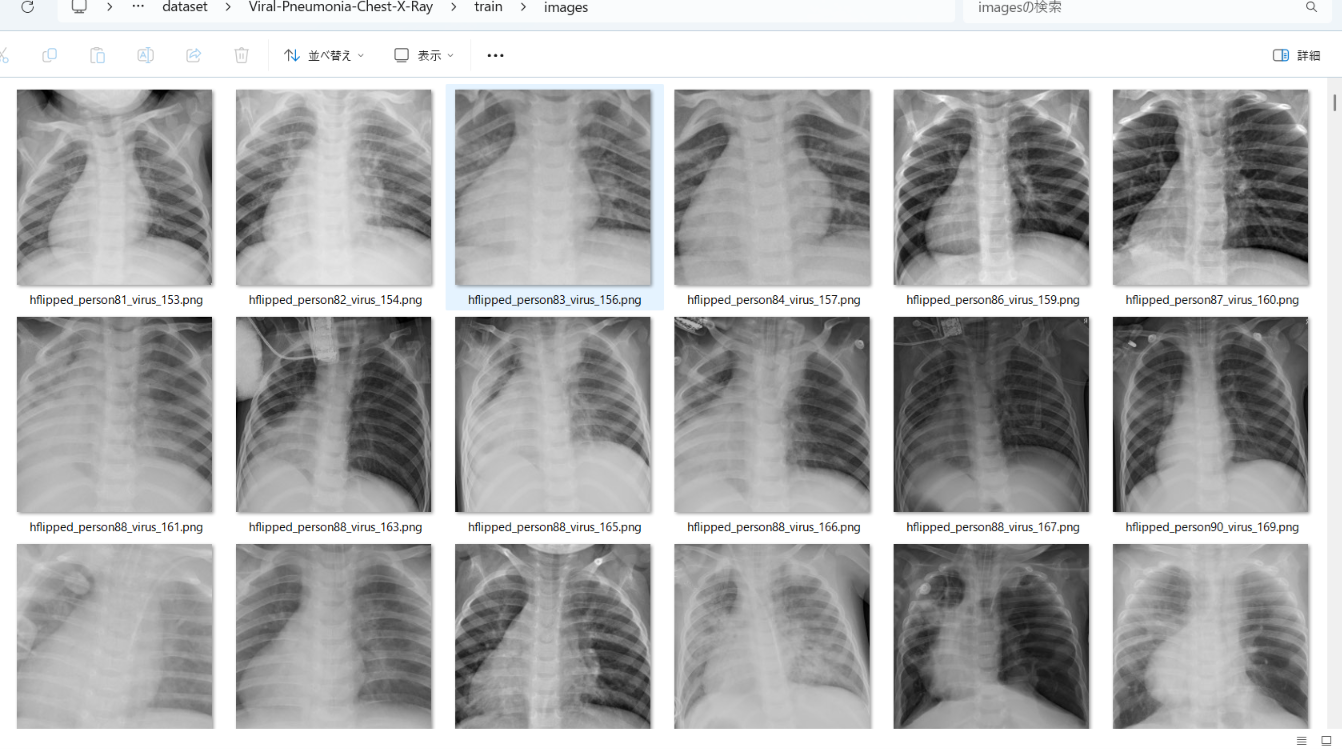 dataset > Viral-Pneumonia-Chest-X-Ray > train > images
imagesの検索
並べ替え
表示
詳細
hflipped_person81_virus_153.png
hflipped_person82_virus_154.png
hflipped_person83_virus_156.png
hflipped_person84_virus_157.png
hflipped_person86_virus_159.png
hflipped_person87_virus_160.png
hflipped_person88_virus_161.png
hflipped_person88_virus_163.png
hflipped_person88_virus_165.png
hflipped_person88_virus_166.png
hflipped_person88_virus_167.png
hflipped_person90_virus_169.png